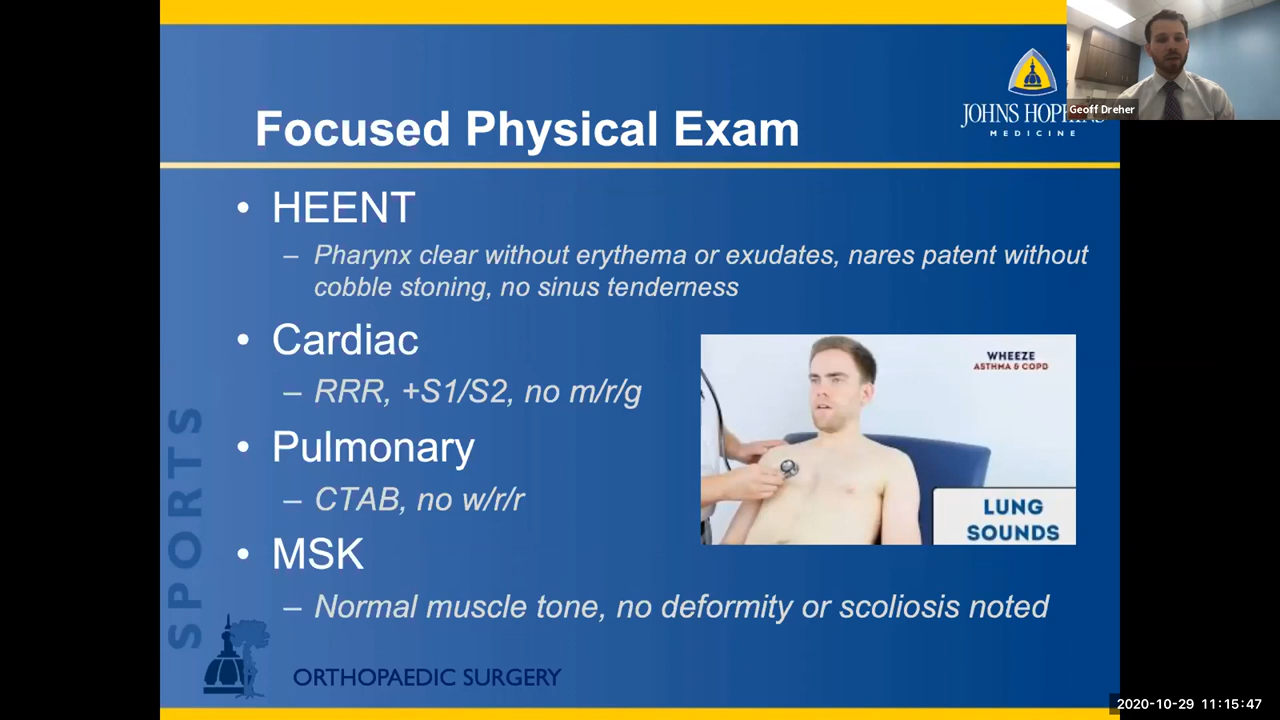 Focused Physical Exam
JOHNS HOPKINS
MEDICINE
Geoff Dreher
• HEENT
– Pharynx clear without erythema or exudates, nares patent without
cobble stoning, no sinus tenderness
• Cardiac
– RRR, +S1/S2, no m/r/g
• Pulmonary
– CTAB, no w/r/r
• MSK
– Normal muscle tone, no deformity or scoliosis noted
WHEEZE
ASTHMA & COPD
LUNG
SOUNDS
SPORTS
ORTHOPAEDIC SURGERY
2020-10-29 11:15:47